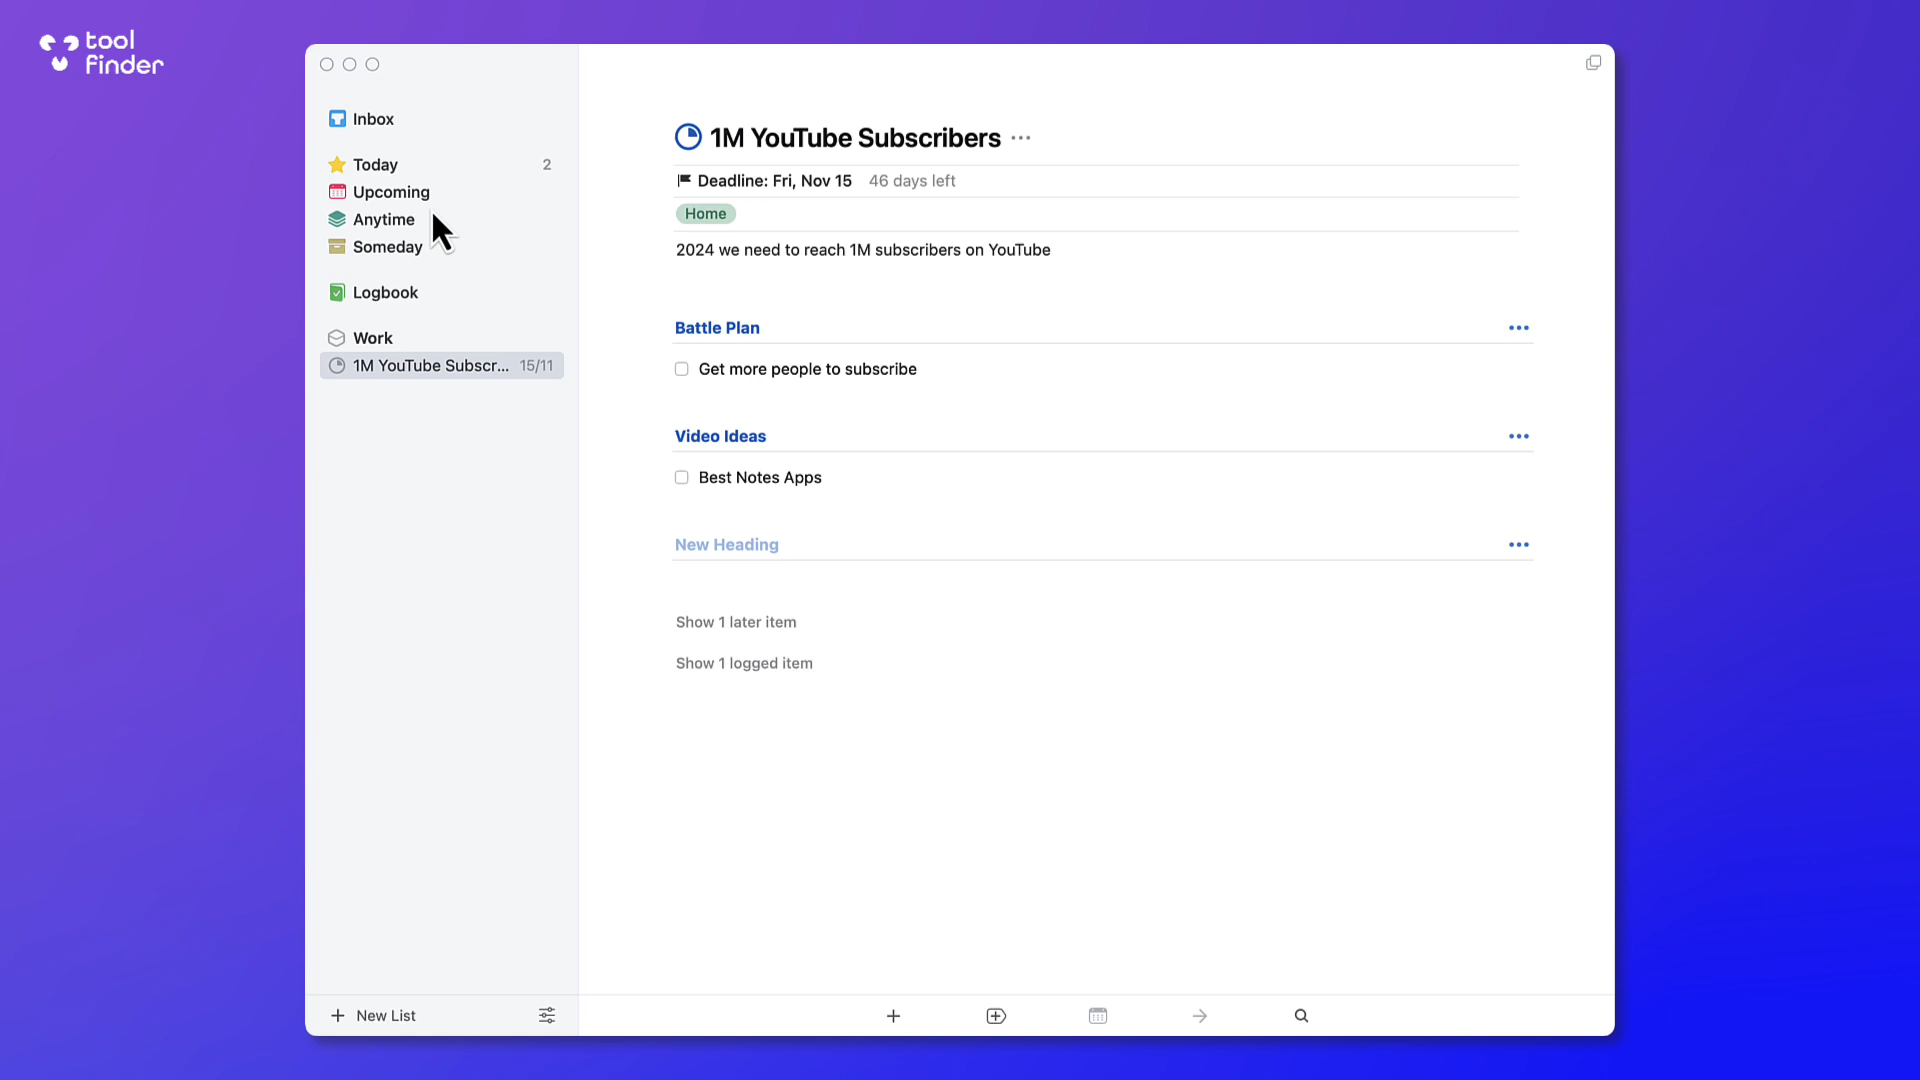 tool
finder
Inbox
Today 2
Upcoming
Anytime
Someday
Logbook
Work
1M YouTube Subscr... 15/11
New List
1M YouTube Subscribers
Deadline: Fri, Nov 15 46 days left
Home
2024 we need to reach 1M subscribers on YouTube
Battle Plan
Get more people to subscribe
Video Ideas
Best Notes Apps
New Heading
Show 1 later item
Show 1 logged item